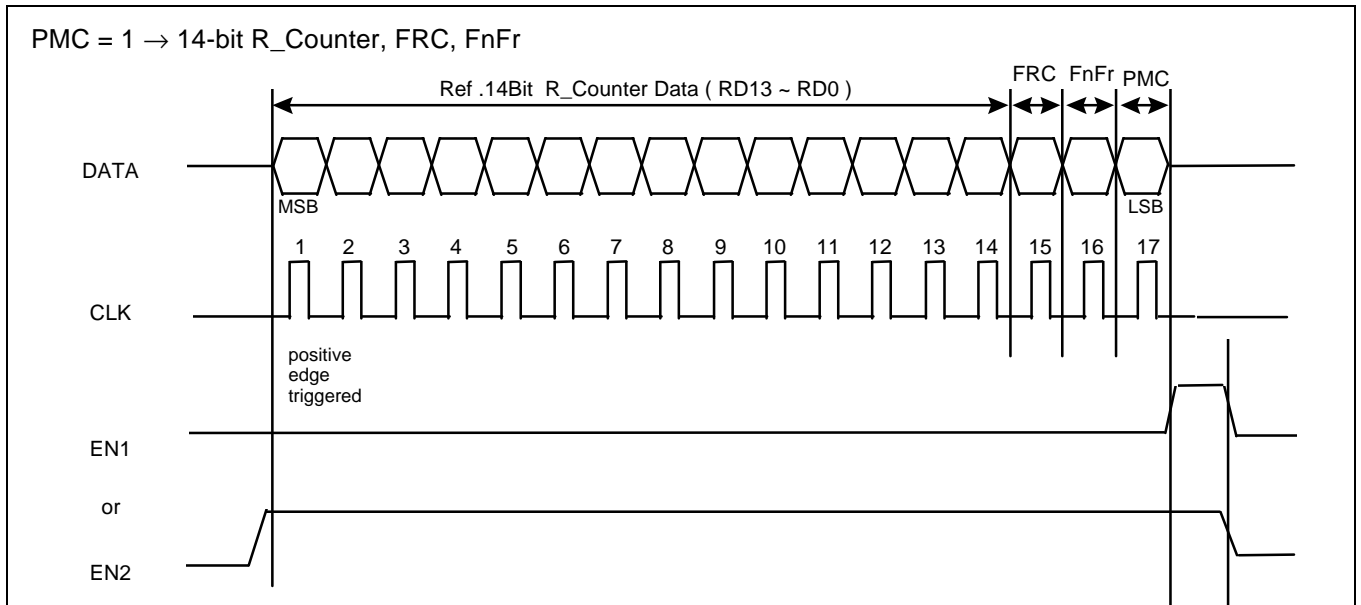 PMC = 1 → 14-bit R_Counter, FRC, FnFr
Ref .14Bit R_Counter Data ( RD13 ~ RD0 )
FRC FnFr PMC
DATA
MSB
LSB
1 2 3 4 5 6 7 8 9 10 11 12 13 14 15 16 17
CLK
positive
edge
triggered
EN1
or
EN2